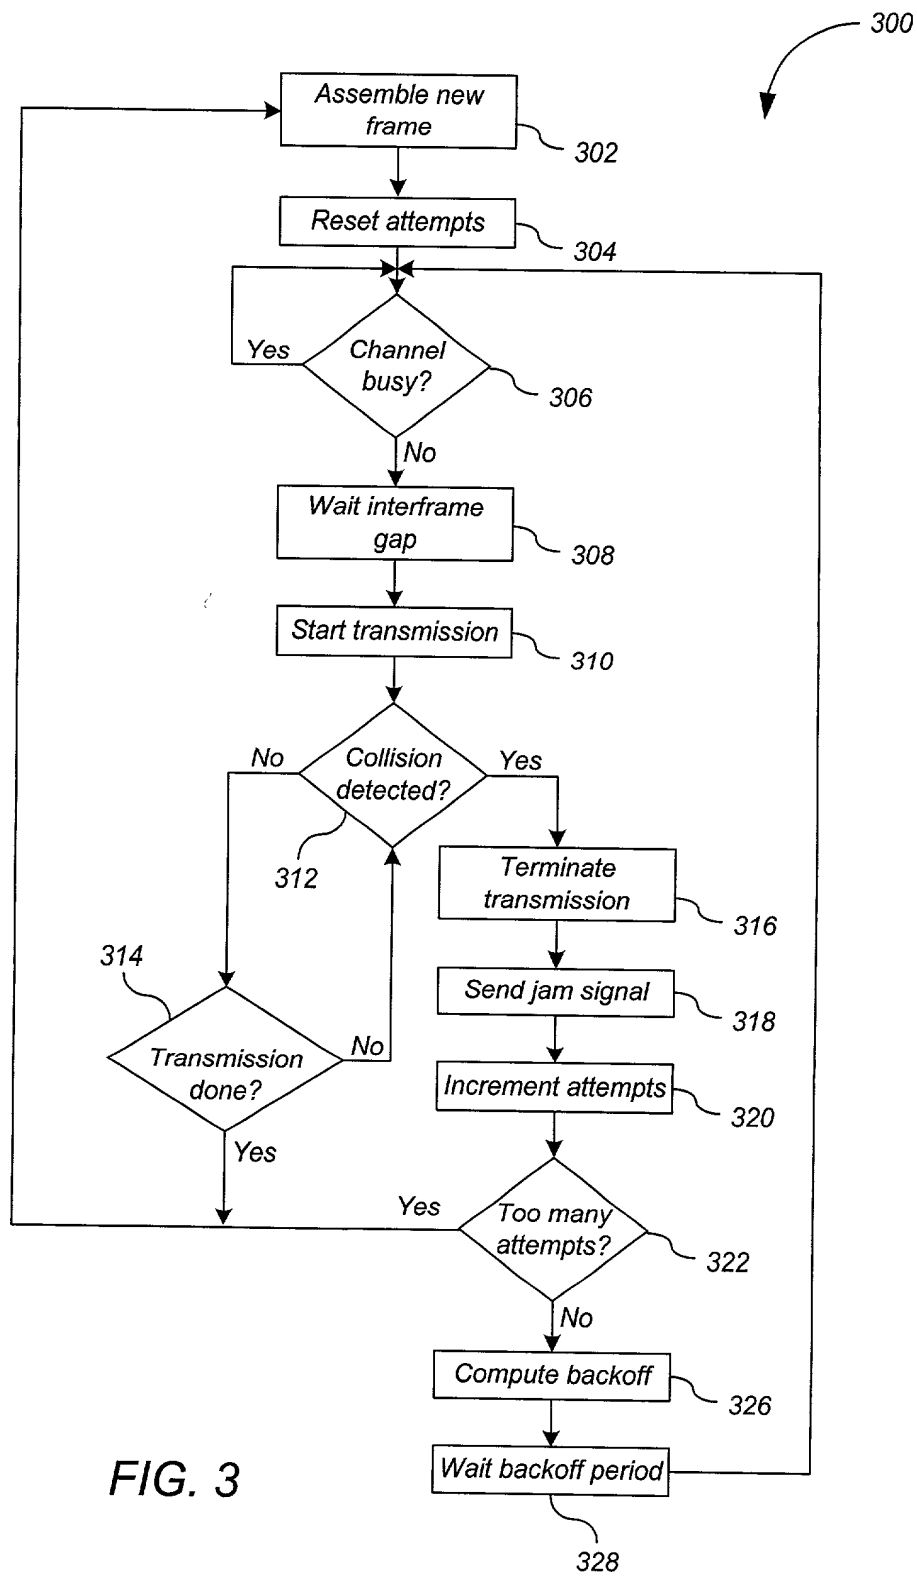 300
Assemble new
frame
302
Reset attempts
304
Yes
Channel
busy?
306
No
Wait interframe
gap
308
Start transmission
310
No
Collision
detected?
Yes
312
Terminate
transmission
316
314
Send jam signal
318
Transmission
done?
No
Increment attempts
320
Yes
Yes
Too many
attempts?
322
No
Compute backoff
326
Wait backoff period
328
FIG. 3